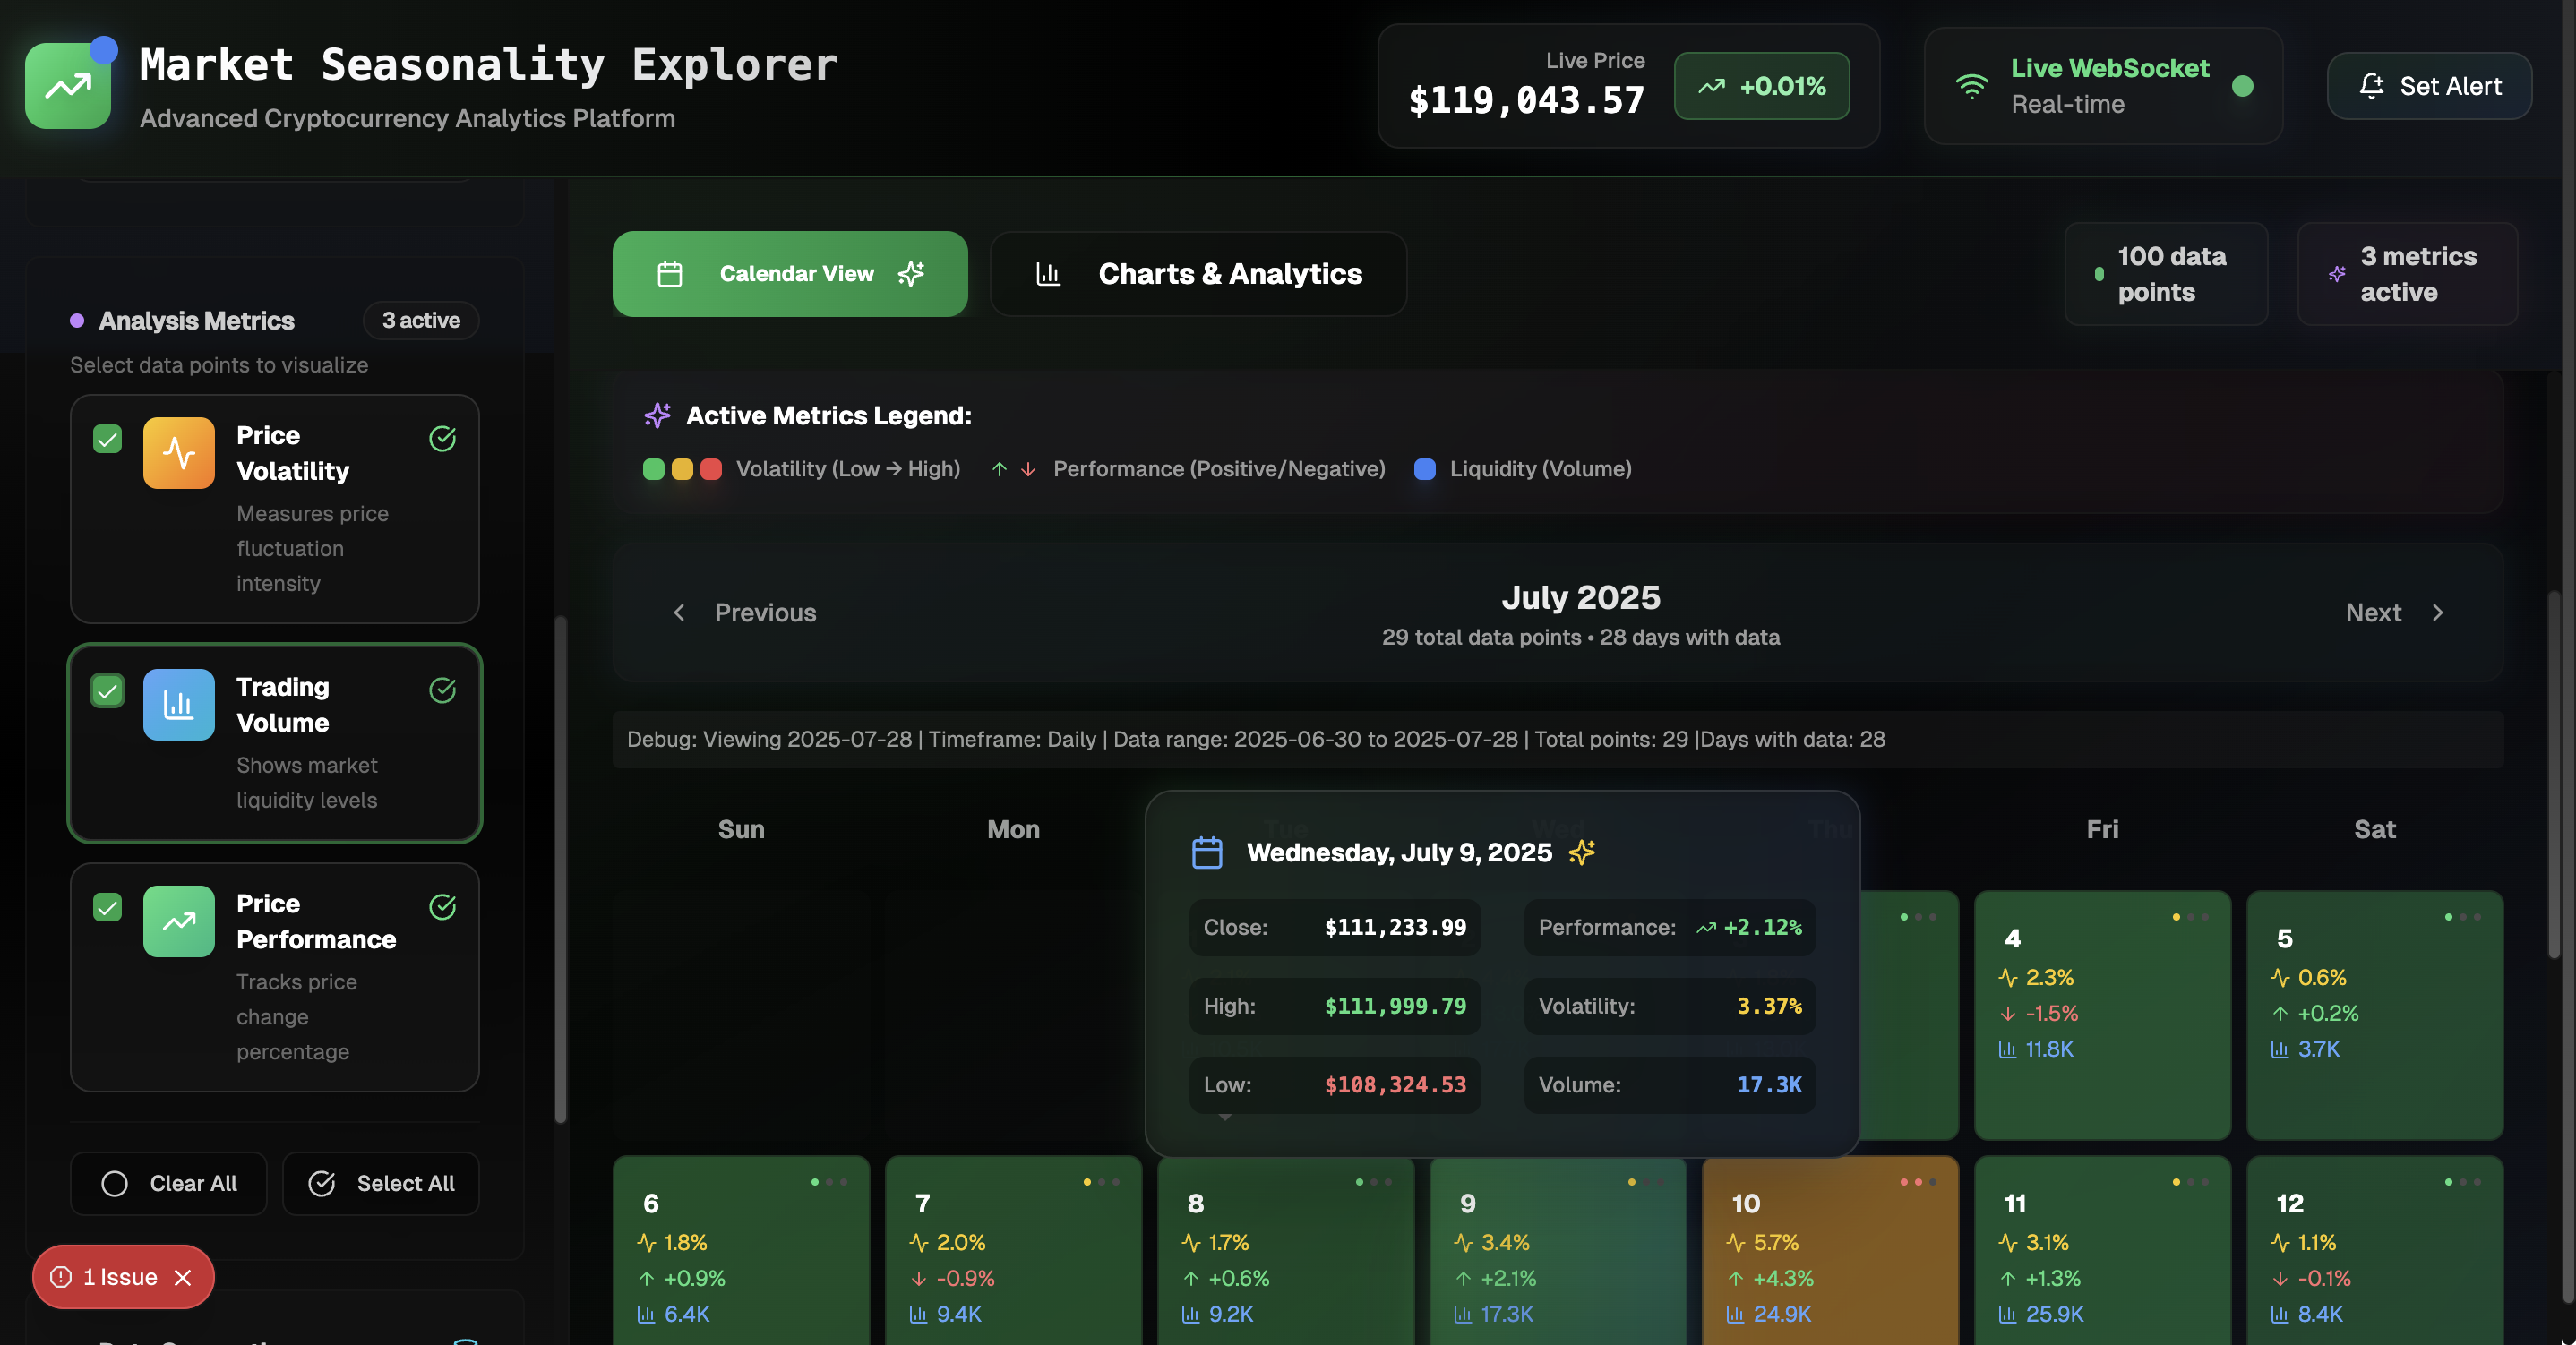 Market Seasonality Explorer
Advanced Cryptocurrency Analytics Platform
Live Price
$119,043.57
+0.01%
Live WebSocket
Real-time
Set Alert
Analysis Metrics
3 active
Select data points to visualize
Price
Volatility
Measures price
fluctuation
intensity
Trading
Volume
Shows market
liquidity levels
Price
Performance
Tracks price
change
percentage
Clear All
Select All
1 Issue
Calendar View
Charts & Analytics
100 data
points
3 metrics
active
Active Metrics Legend:
Volatility (Low → High)
Performance (Positive/Negative)
Liquidity (Volume)
Previous
July 2025
29 total data points • 28 days with data
Next
Debug: Viewing 2025-07-28 | Timeframe: Daily | Data range: 2025-06-30 to 2025-07-28 | Total points: 29 |Days with data: 28
Sun
Mon
Tue
Wed
Thu
Fri
Sat
Wednesday, July 9, 2025
Close: $111,233.99
Performance: +2.12%
High: $111,999.79
Volatility: 3.37%
Low: $108,324.53
Volume: 17.3K
4
2.3%
-1.5%
11.8K
5
0.6%
+0.2%
3.7K
6
1.8%
+0.9%
6.4K
7
2.0%
-0.9%
9.4K
8
1.7%
+0.6%
9.2K
9
3.4%
+2.1%
17.3K
10
5.7%
+4.3%
24.9K
11
3.1%
+1.3%
25.9K
12
1.1%
-0.1%
8.4K